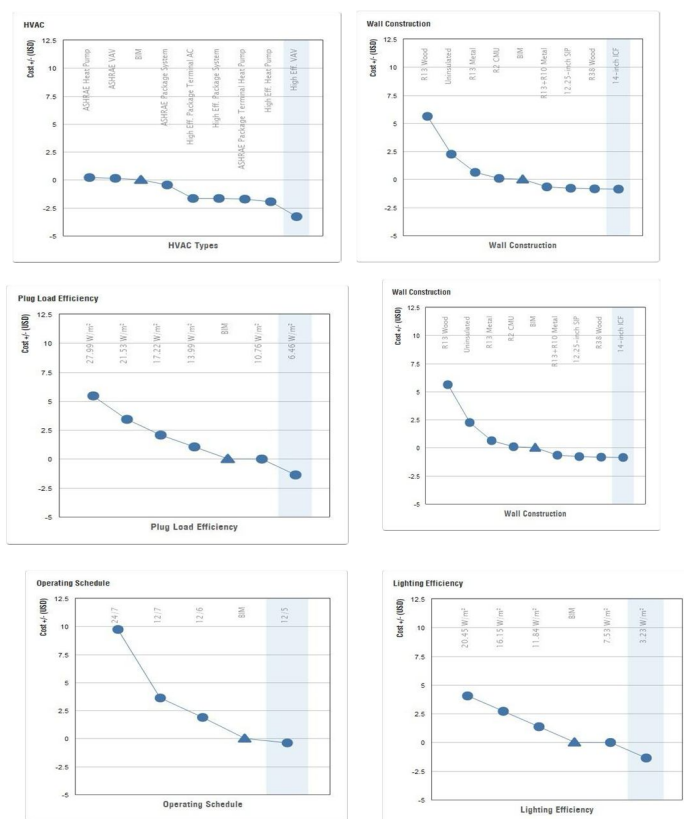 HVAC
Cost +/- (USD)
12.5
10
7.5
5
2.5
0
-2.5
-5
ASHRAE Heat Pump
ASHRAE VAV
BIM
ASHRAE Package System
High Eff. Package Terminal AC
High Eff. Package System
ASHRAE Package Terminal Heat Pump
High Eff. Heat Pump
High Eff. VAV
HVAC Types
Wall Construction
Cost +/- (USD)
12.5
10
7.5
5
2.5
0
-2.5
-5
R13 Wood
Uninsulated
R13 Metal
R2 CMU
BIM
R13+R10 Metal
12.25-inch SIP
R38 Wood
14-inch ICF
Wall Construction
Plug Load Efficiency
Cost +/- (USD)
12.5
10
7.5
5
2.5
0
-2.5
-5
27.99 W/m²
21.53 W/m²
17.22 W/m²
13.99 W/m²
BIM
10.76 W/m²
6.46 W/m²
Plug Load Efficiency
Wall Construction
Cost +/- (USD)
12.5
10
7.5
5
2.5
0
-2.5
-5
R13 Wood
Uninsulated
R13 Metal
R2 CMU
BIM
R13+R10 Metal
12.25-inch SIP
R38 Wood
14-inch ICF
Wall Construction
Operating Schedule
Cost +/- (USD)
12.5
10
7.5
5
2.5
0
-2.5
-5
24/7
12/7
12/6
BIM
12/5
Operating Schedule
Lighting Efficiency
Cost +/- (USD)
12.5
10
7.5
5
2.5
0
-2.5
-5
20.45 W/m²
16.15 W/m²
11.84 W/m²
BIM
7.53 W/m²
3.23 W/m²
Lighting Efficiency